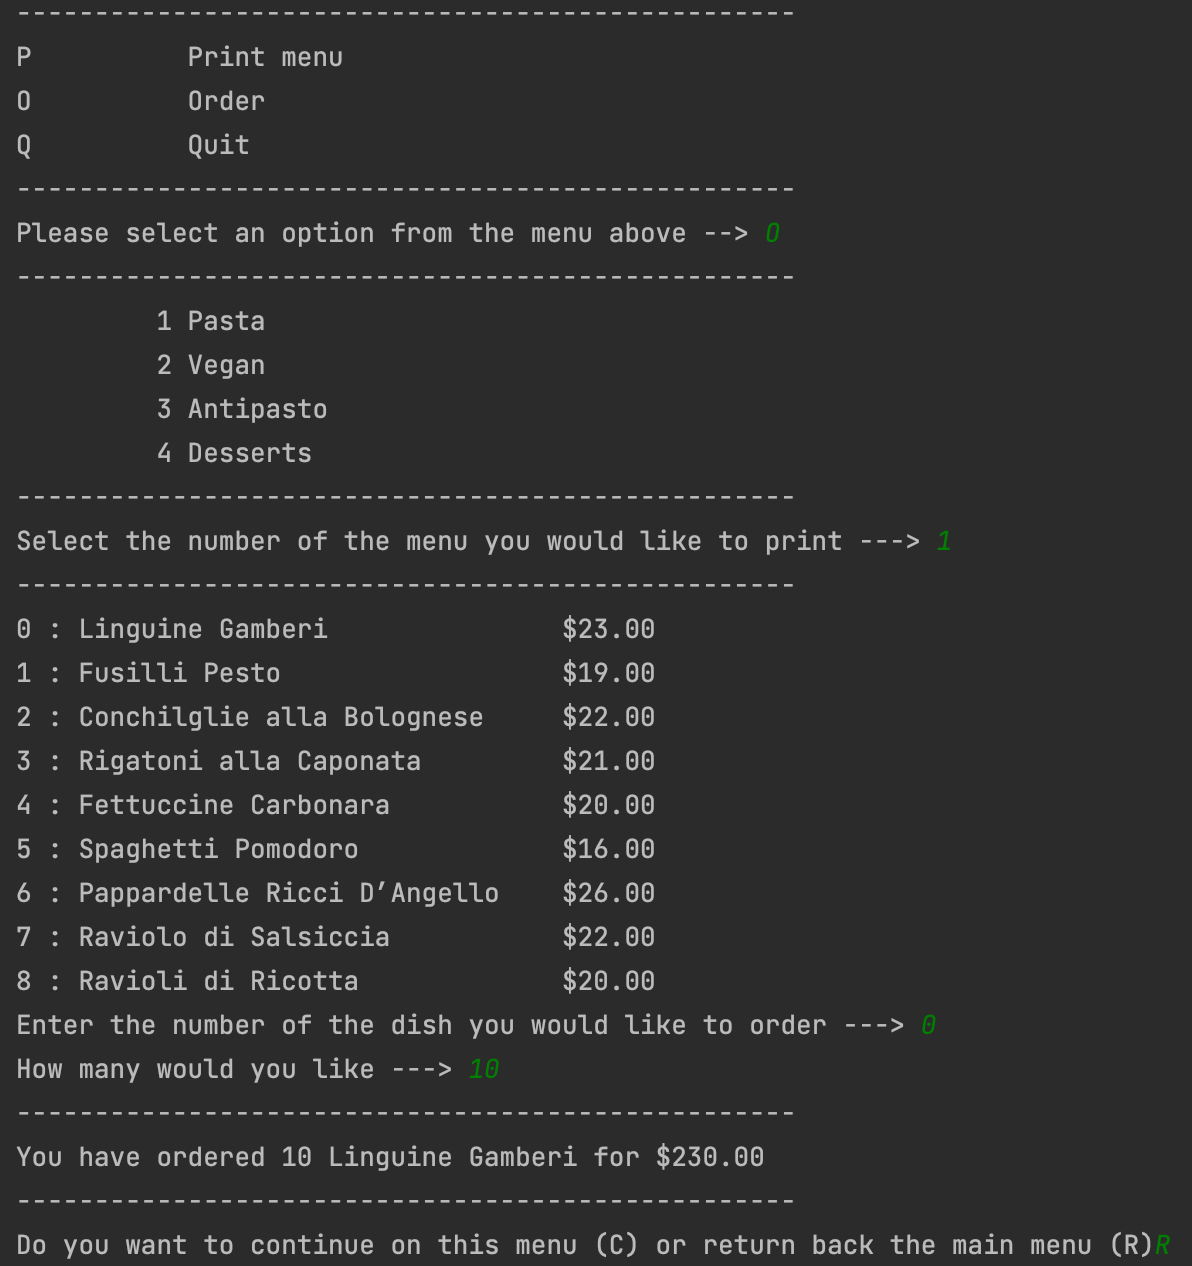 --------------------------------------------------
P          Print menu
O          Order
Q          Quit
--------------------------------------------------
Please select an option from the menu above --> O
--------------------------------------------------
         1 Pasta
         2 Vegan
         3 Antipasto
         4 Desserts
--------------------------------------------------
Select the number of the menu you would like to print ---> 1
--------------------------------------------------
0 : Linguine Gamberi               $23.00
1 : Fusilli Pesto                  $19.00
2 : Conchilglie alla Bolognese     $22.00
3 : Rigatoni alla Caponata         $21.00
4 : Fettuccine Carbonara           $20.00
5 : Spaghetti Pomodoro             $16.00
6 : Pappardelle Ricci D’Angello    $26.00
7 : Raviolo di Salsiccia           $22.00
8 : Ravioli di Ricotta             $20.00
Enter the number of the dish you would like to order ---> 0
How many would you like ---> 10
--------------------------------------------------
You have ordered 10 Linguine Gamberi for $230.00
--------------------------------------------------
Do you want to continue on this menu (C) or return back the main menu (R)R